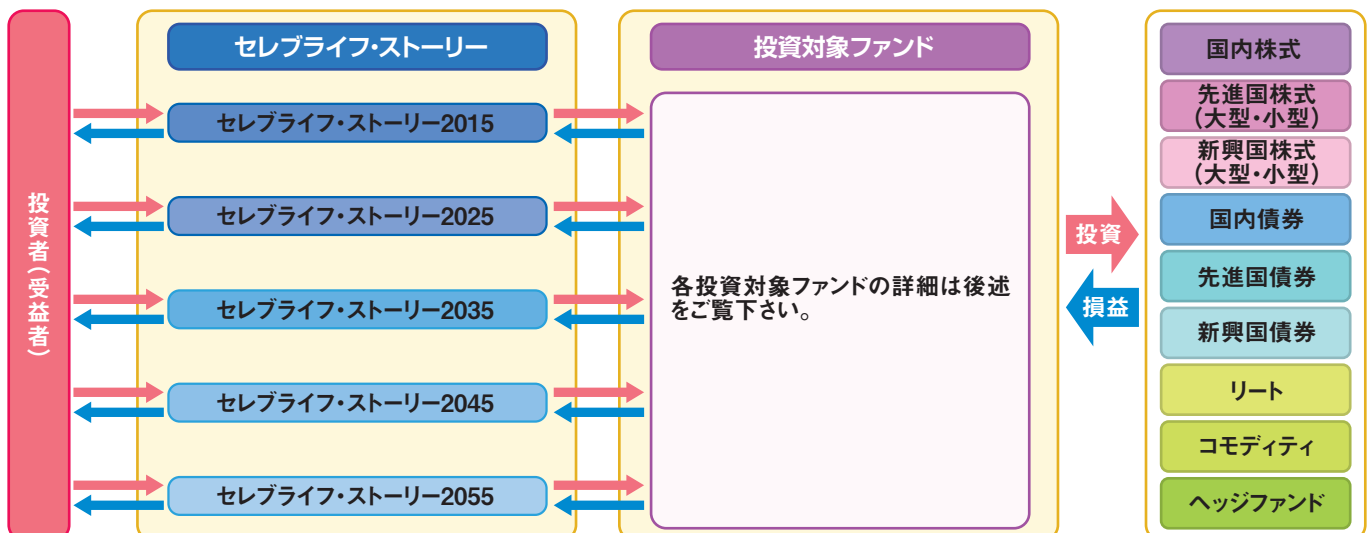 投資者(受益者)
セレブライフ・ストーリー
セレブライフ・ストーリー2015
セレブライフ・ストーリー2025
セレブライフ・ストーリー2035
セレブライフ・ストーリー2045
セレブライフ・ストーリー2055
投資対象ファンド
各投資対象ファンドの詳細は後述
をご覧下さい。
投資
損益
国内株式
先進国株式
(大型・小型)
新興国株式
(大型・小型)
国内債券
先進国債券
新興国債券
リート
コモディティ
ヘッジファンド